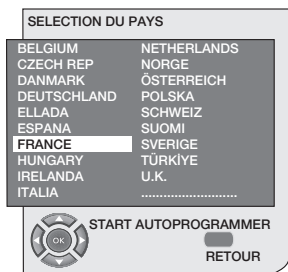 SELECTION DU PAYS
BELGIUM NETHERLANDS
CZECH REP NORGE
DANMARK ÖSTERREICH
DEUTSCHLAND POLSKA
ELLADA SCHWEIZ
ESPANA SUOMI
FRANCE SVERIGE
HUNGARY TÜRKİYE
IRELANDA U.K.
ITALIA ..........................
OK
START AUTOPROGRAMMER
RETOUR